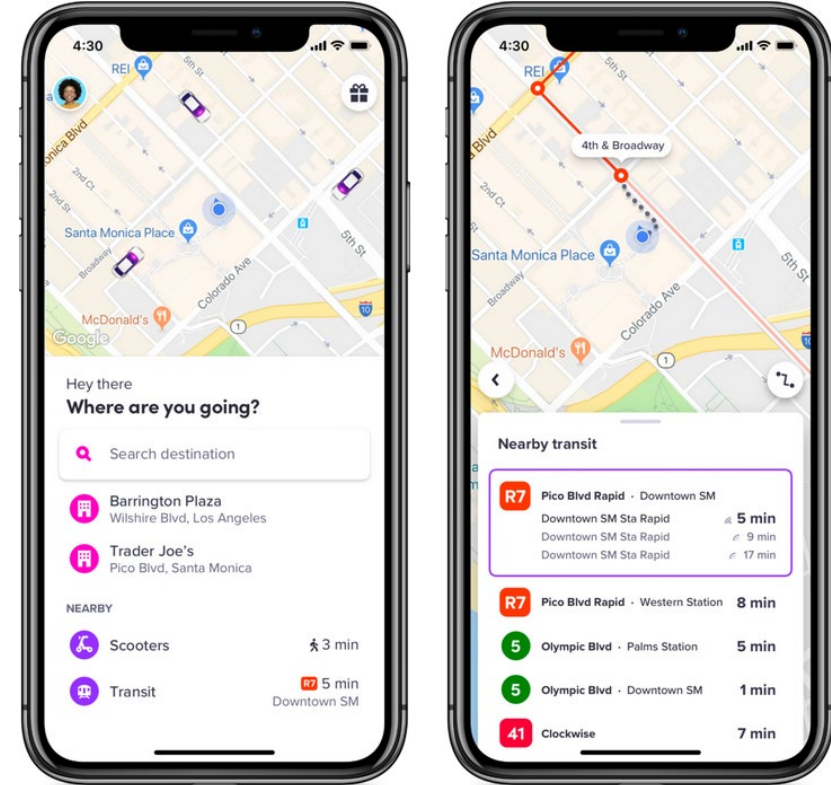 4:30
REI
5th St
onica Blvd
2nd Ct
2nd St
Santa Monica Place
Broadway
5th St
Colorado Ave
10
McDonald's
1
Google
Hey there
Where are you going?
Search destination
Barrington Plaza
Wilshire Blvd, Los Angeles
Trader Joe's
Pico Blvd, Santa Monica
NEARBY
Scooters 3 min
Transit R7 5 min
Downtown SM
4:30
REI
5th St
4th & Broadway
a Blvd
2nd Ct
Santa Monica Place
5th St
Broadway
Colorado Ave
McDonald's
1
Nearby transit
R7 Pico Blvd Rapid · Downtown SM
Downtown SM Sta Rapid 5 min
Downtown SM Sta Rapid 9 min
Downtown SM Sta Rapid 17 min
R7 Pico Blvd Rapid · Western Station 8 min
5 Olympic Blvd · Palms Station 5 min
5 Olympic Blvd · Downtown SM 1 min
41 Clockwise 7 min